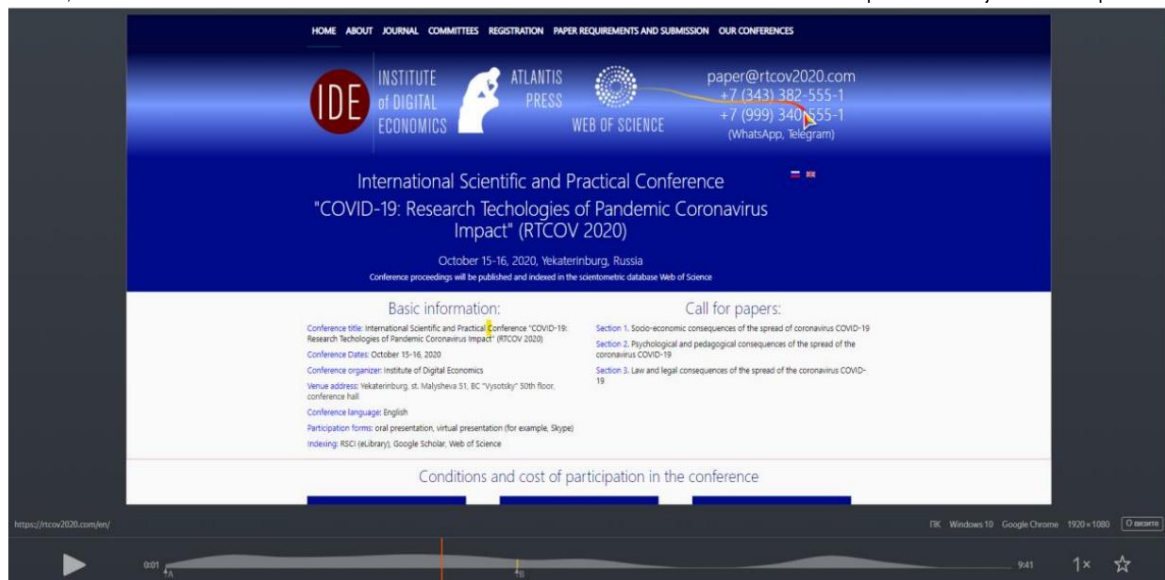 HOME ABOUT JOURNAL COMMITTEES REGISTRATION PAPER REQUIREMENTS AND SUBMISSION OUR CONFERENCES
IDE
INSTITUTE
of DIGITAL
ECONOMICS
ATLANTIS
PRESS
WEB OF SCIENCE
paper@rtcov2020.com
+7 (343) 382-555-1
+7 (999) 340-555-1
(WhatsApp, Telegram)
International Scientific and Practical Conference
"COVID-19: Research Techologies of Pandemic Coronavirus
Impact" (RTCOV 2020)
October 15-16, 2020, Yekaterinburg, Russia
Conference proceedings will be published and indexed in the scientometric database Web of Science
Basic information:
Conference title: International Scientific and Practical Conference "COVID-19:
Research Techologies of Pandemic Coronavirus Impact" (RTCOV 2020)
Conference Dates: October 15-16, 2020
Conference organizer: Institute of Digital Economics
Venue address: Yekaterinburg, st. Malysheva 51, BC "Vysotsky" 50th floor,
conference hall
Conference language: English
Participation forms: oral presentation, virtual presentation (for example, Skype)
Indexing: RSCI (eLibrary), Google Scholar, Web of Science
Call for papers:
Section 1. Socio-economic consequences of the spread of coronavirus COVID-19
Section 2. Psychological and pedagogical consequences of the spread of the
coronavirus COVID-19
Section 3. Law and legal consequences of the spread of the coronavirus COVID-
19
Conditions and cost of participation in the conference
https://rtcov2020.com/en/
ПК Windows 10 Google Chrome 1920×1080 О визите
0:01
A
B
9:41
1×